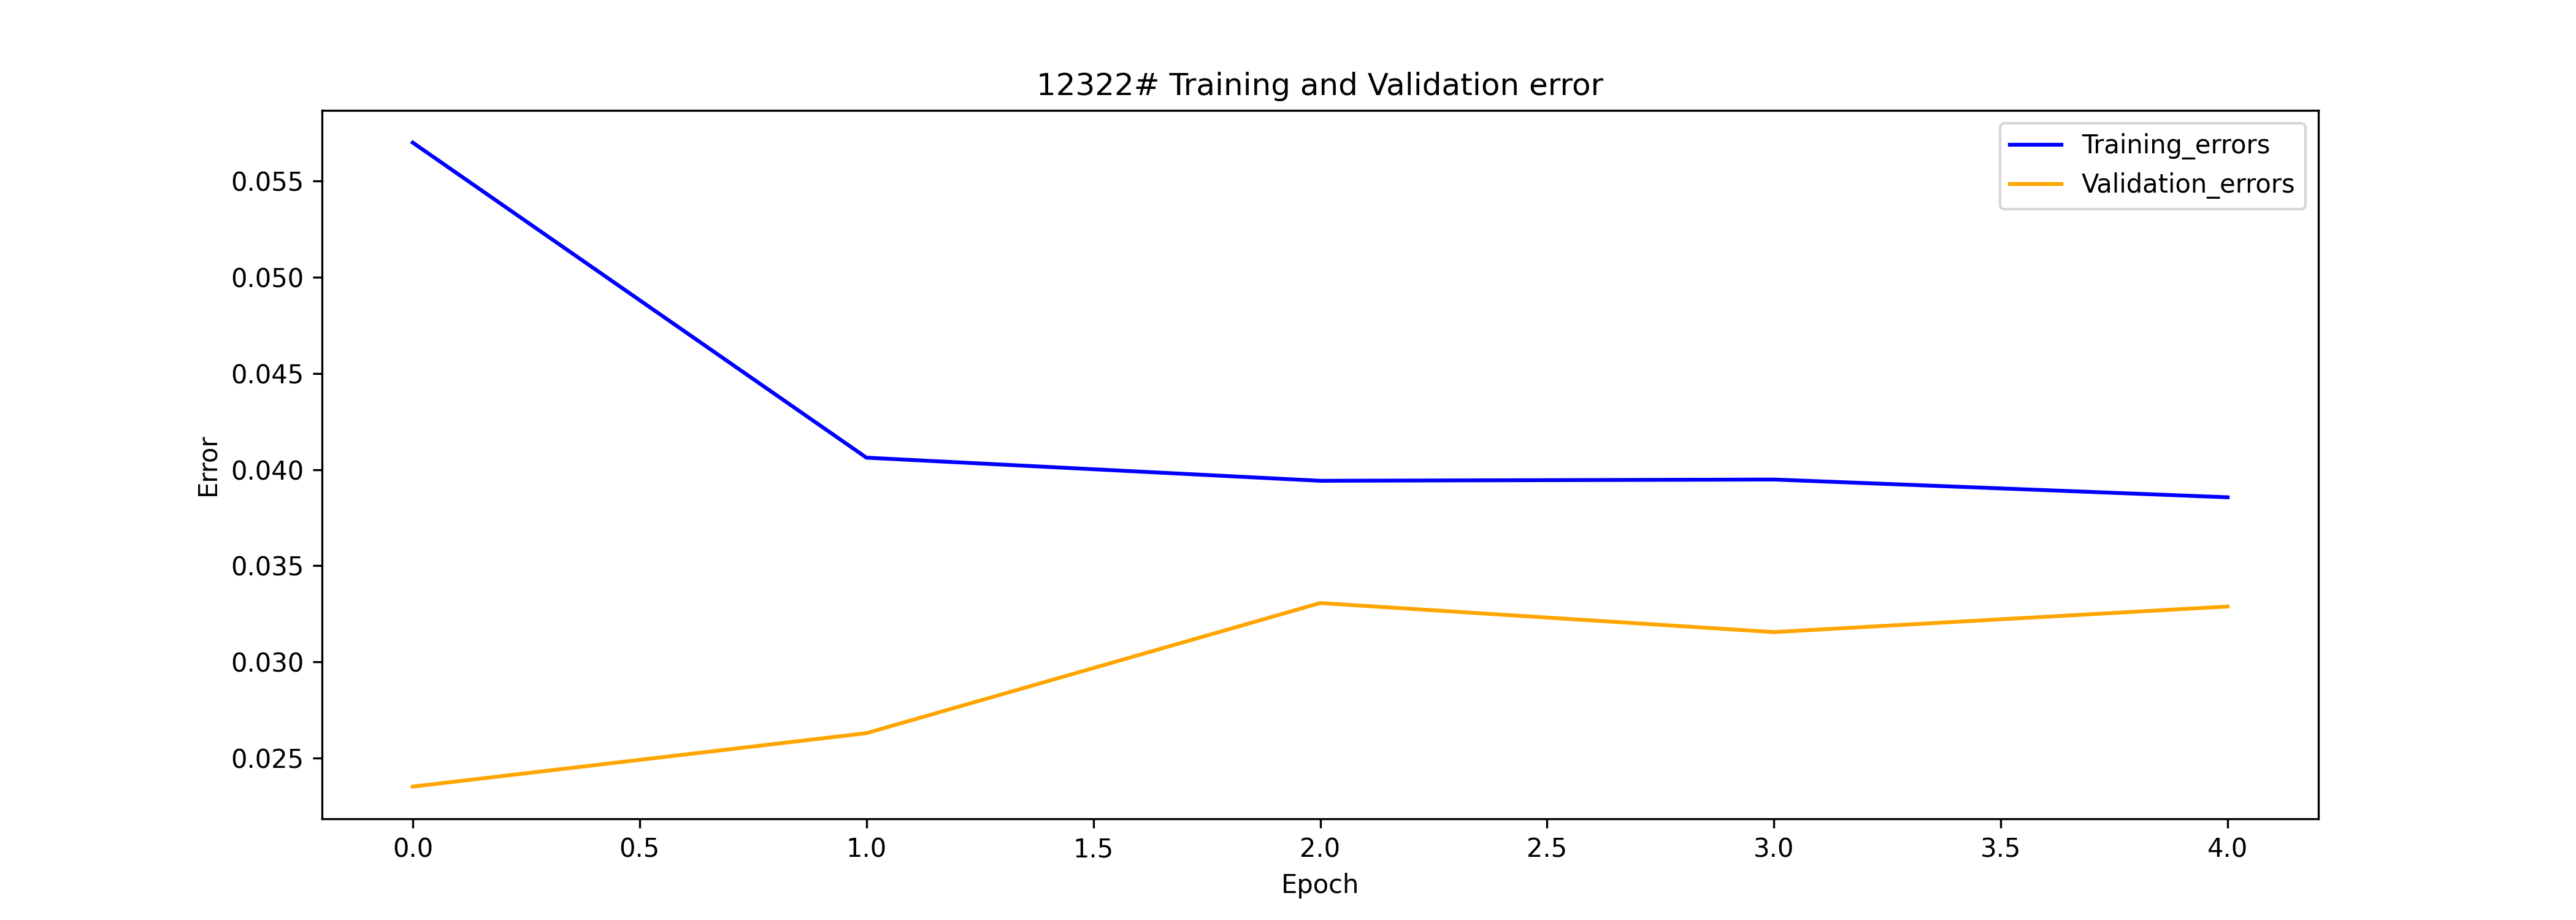 12322# Training and Validation error
Training_errors
Validation_errors
0.055
0.050
0.045
0.040
0.035
0.030
0.025
Error
0.0 0.5 1.0 1.5 2.0 2.5 3.0 3.5 4.0
Epoch